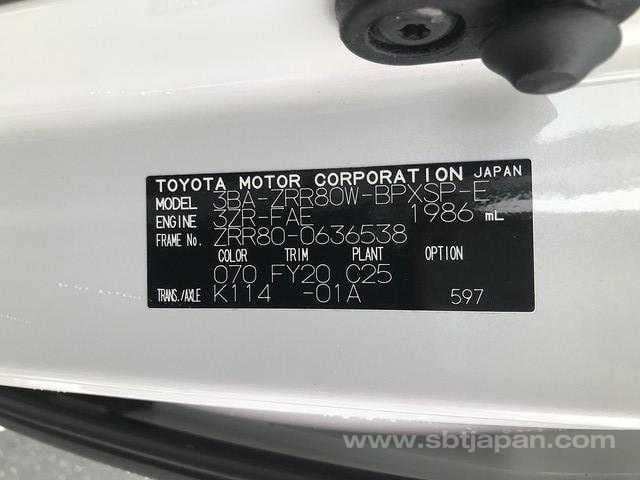 TOYOTA MOTOR CORPORATION JAPAN
MODEL 3BA-ZRR80W-BPXSP-E
ENGINE 3ZR-FAE 1986 mL
FRAME No. ZRR80-0636538
COLOR TRIM PLANT OPTION
070 FY20 C25
TRANS./AXLE K114 -01A 597
www.sbtjapan.com